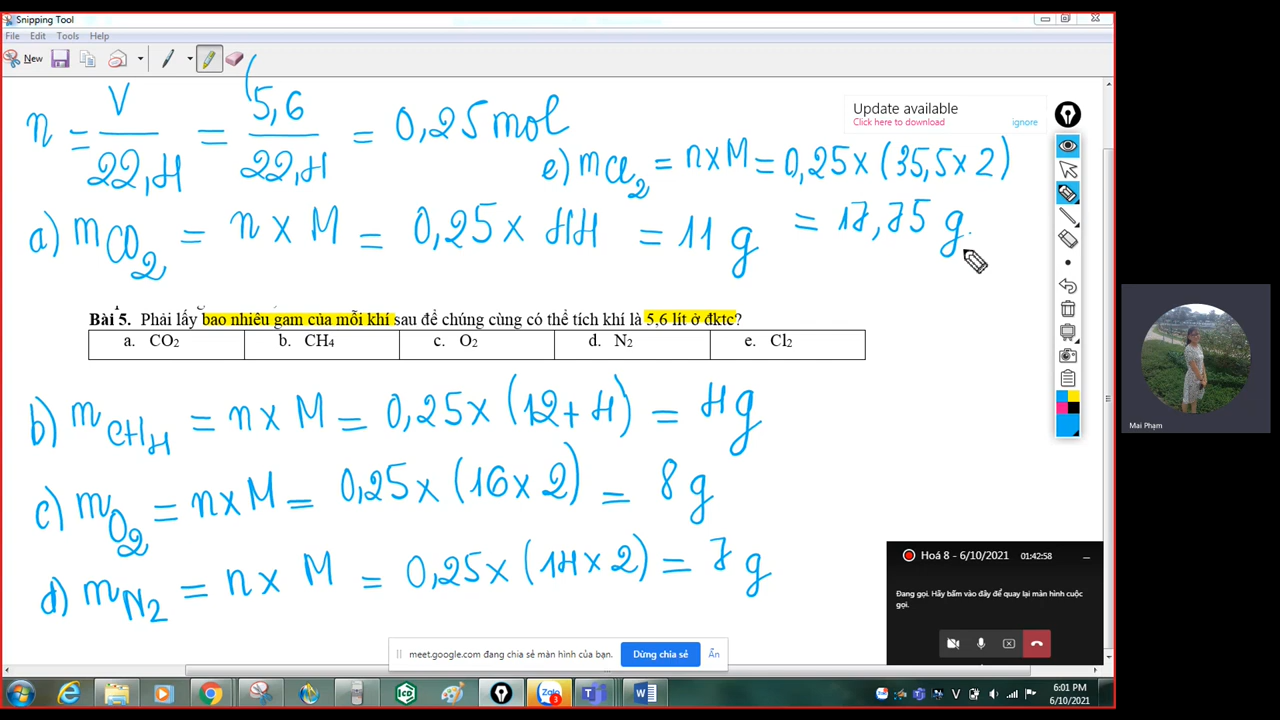 Snipping Tool
File Edit Tools Help
New
n = V/22,4 = (5,6/22,4 = 0,25 mol
Update available
Click here to download
ignore
e) mCl2 = n x M = 0,25 x (35,5 x 2)
= 17,75 g.
a) mCO2 = n x M = 0,25 x 44 = 11 g
Bài 5. Phải lấy bao nhiêu gam của mỗi khí sau để chúng cùng có thể tích khí là 5,6 lít ở đktc?
a. CO2 b. CH4 c. O2 d. N2 e. Cl2
b) mCH4 = n x M = 0,25 x (12 + 4) = 4 g
c) mO2 = n x M = 0,25 x (16 x 2) = 8 g
d) mN2 = n x M = 0,25 x (14 x 2) = 7 g
Mai Phạm
Hoá 8 - 6/10/2021 01:42:58
Đang gọi. Hãy bấm vào đây để quay lại màn hình cuộc
gọi.
meet.google.com đang chia sẻ màn hình của bạn. Dừng chia sẻ Ẩn
Zalo
3
W
V
6:01 PM
6/10/2021